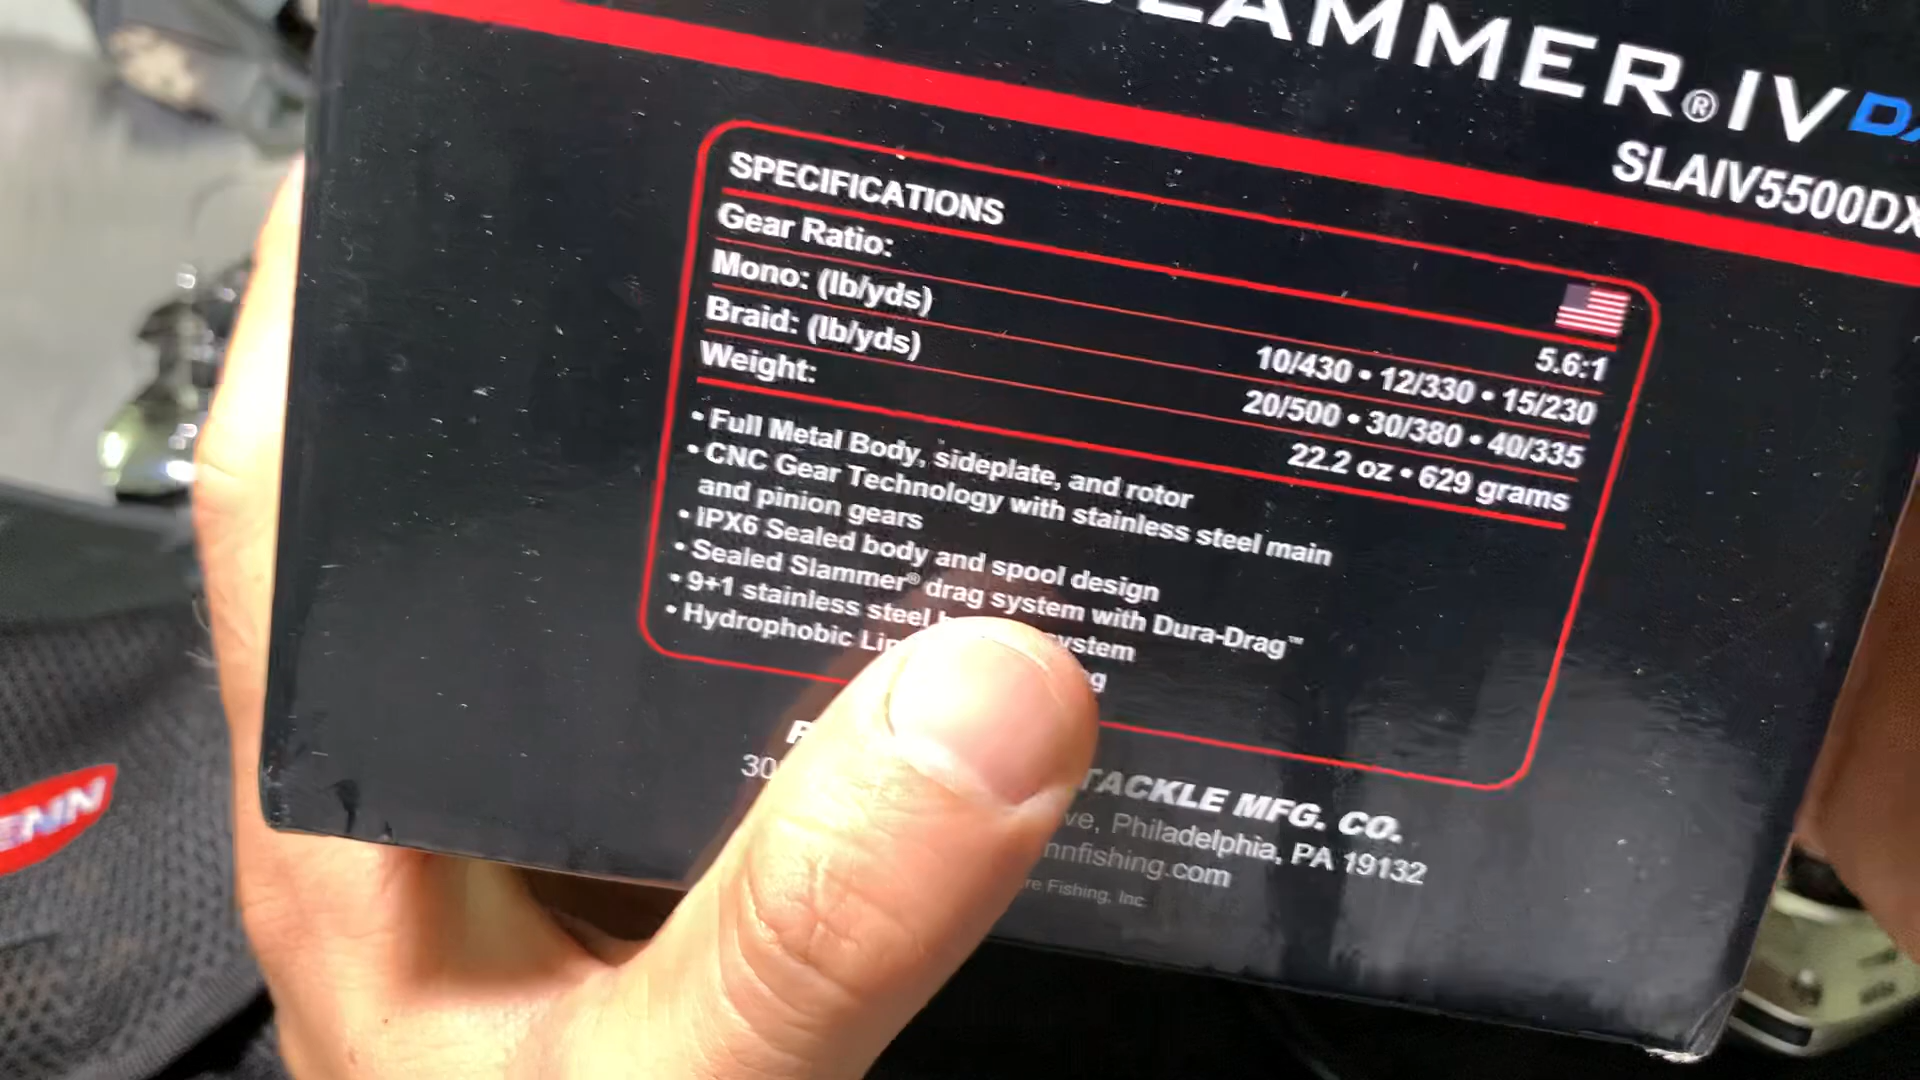 SLAMMER® IV
SLAIV5500DX
SPECIFICATIONS
Gear Ratio: 5.6:1
Mono: (lb/yds) 10/430 • 12/330 • 15/230
Braid: (lb/yds) 20/500 • 30/380 • 40/335
Weight: 22.2 oz • 629 grams
• Full Metal Body, sideplate, and rotor
• CNC Gear Technology with stainless steel main
and pinion gears
• IPX6 Sealed body and spool design
• Sealed Slammer® drag system with Dura-Drag™
• 9+1 stainless steel system
• Hydrophobic
TACKLE MFG. CO.
Philadelphia, PA 19132
nnfishing.com
Fishing, Inc.
ENN